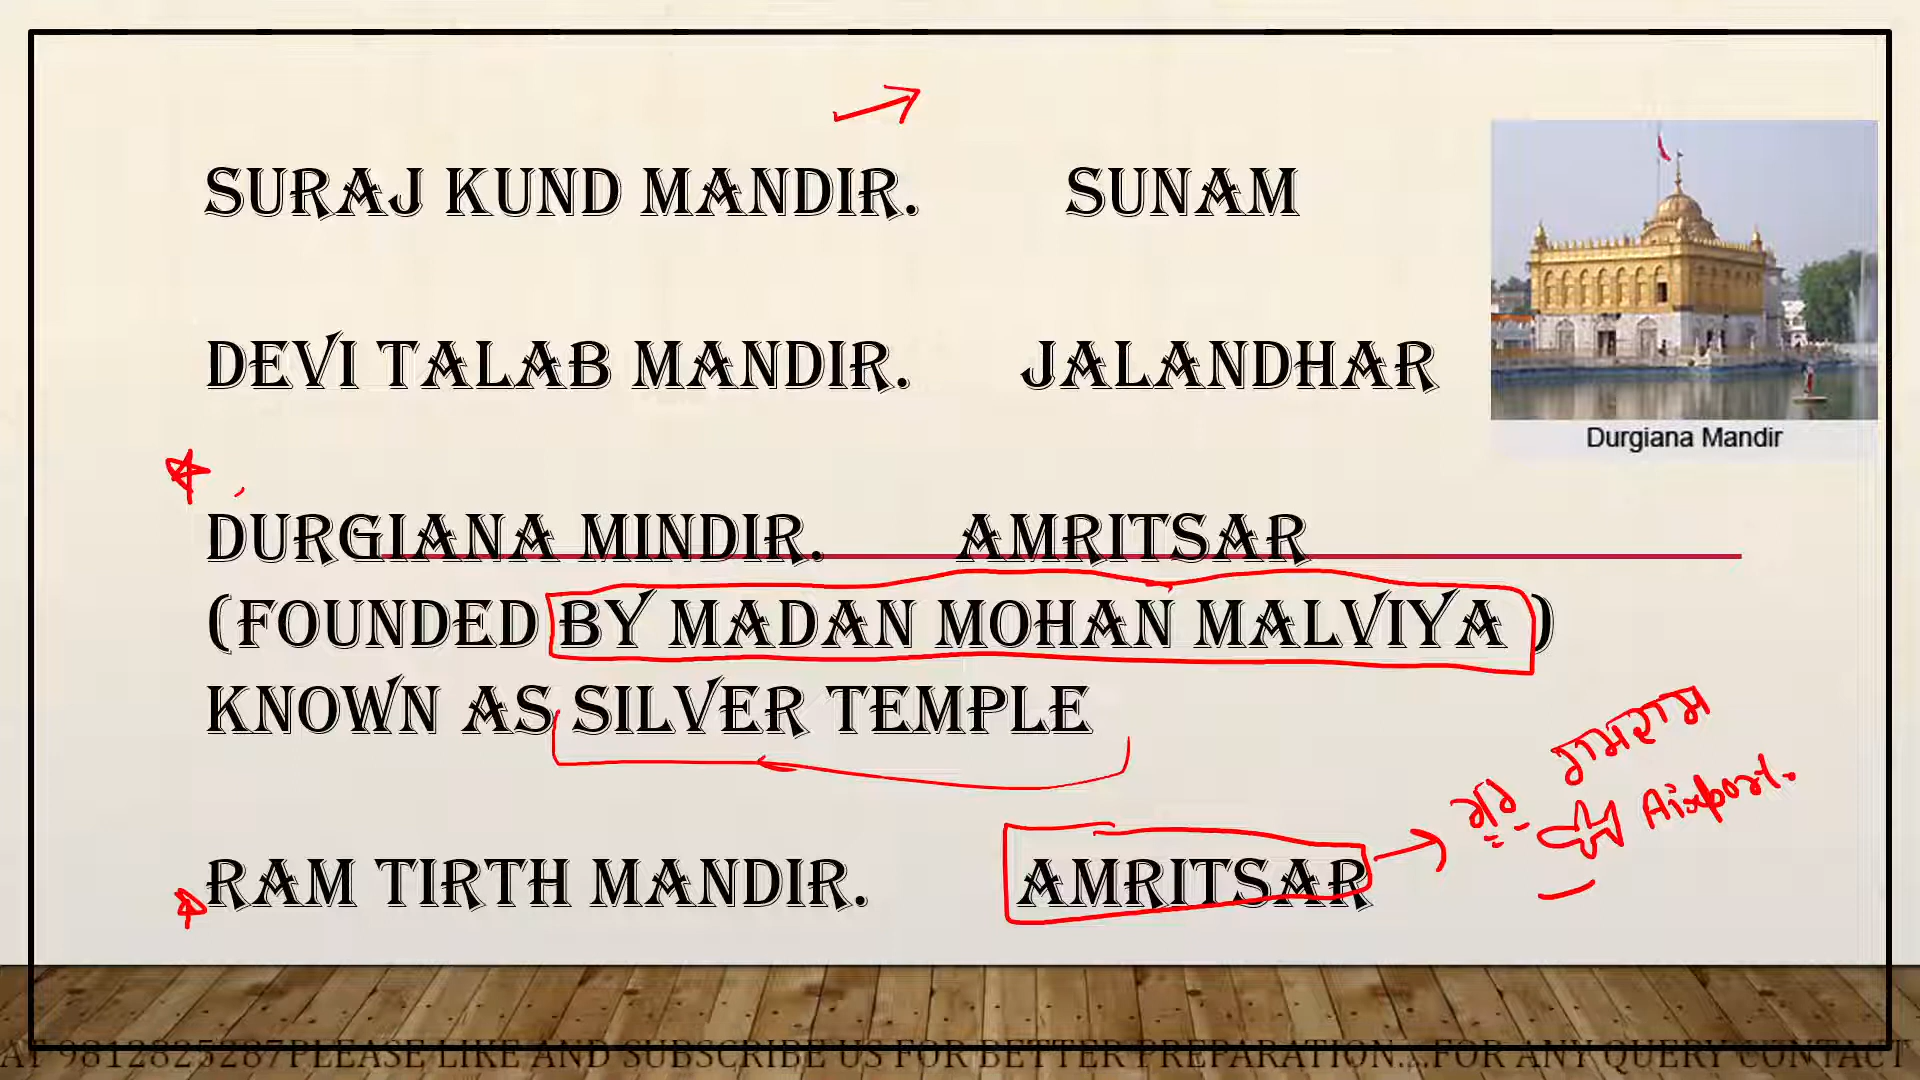 SURAJ KUND MANDIR. SUNAM
DEVI TALAB MANDIR. JALANDHAR
Durgiana Mandir
DURGIANA MINDIR. AMRITSAR
(FOUNDED BY MADAN MOHAN MALVIYA )
KNOWN AS SILVER TEMPLE
ਗੁਰੂ ਰਾਮਦਾਸ
Airport.
RAM TIRTH MANDIR. AMRITSAR
AT 9812825287PLEASE LIKE AND SUBSCRIBE US FOR BETTER PREPARATION...FOR ANY QUERY CONTACT